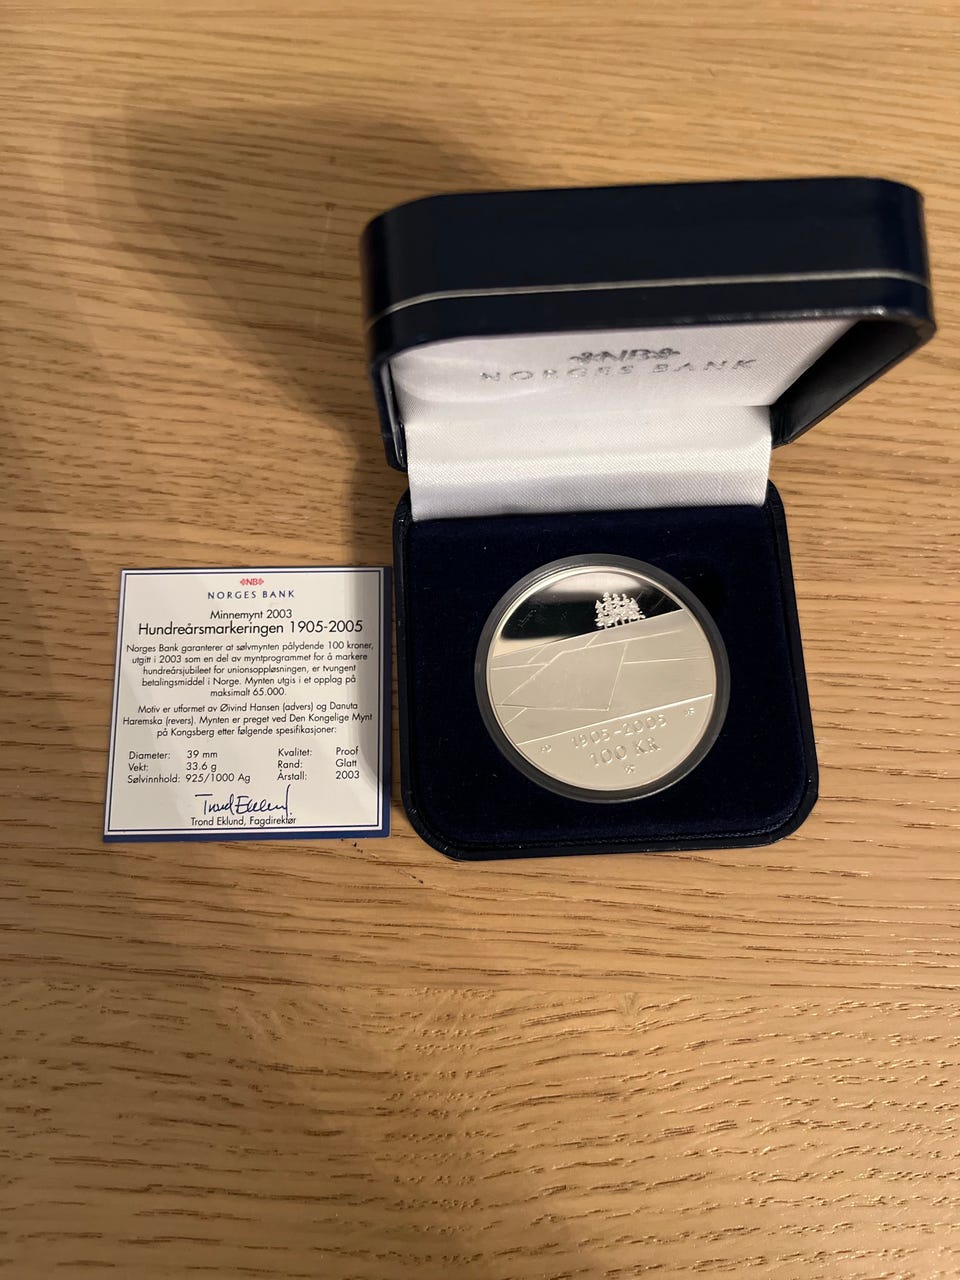 NB
NORGES BANK
NB
NORGES BANK
Minnemynt 2003
Hundreårsmarkeringen 1905-2005
Norges Bank garanterer at sølvmynten pålydende 100 kroner,
utgitt i 2003 som en del av myntprogrammet for å markere
hundreårsjubileet for unionsoppløsningen, er tvungent
betalingsmiddel i Norge. Mynten utgis i et opplag på
maksimalt 65.000.
Motiv er utformet av Øivind Hansen (advers) og Danuta
Haremska (revers). Mynten er preget ved Den Kongelige Mynt
på Kongsberg etter følgende spesifikasjoner:
Diameter: 39 mm Kvalitet: Proof
Vekt: 33.6 g Rand: Glatt
Sølvinnhold: 925/1000 Ag Årstall: 2003
Trond Eklund
Trond Eklund, Fagdirektør
1905-2005
100 KR